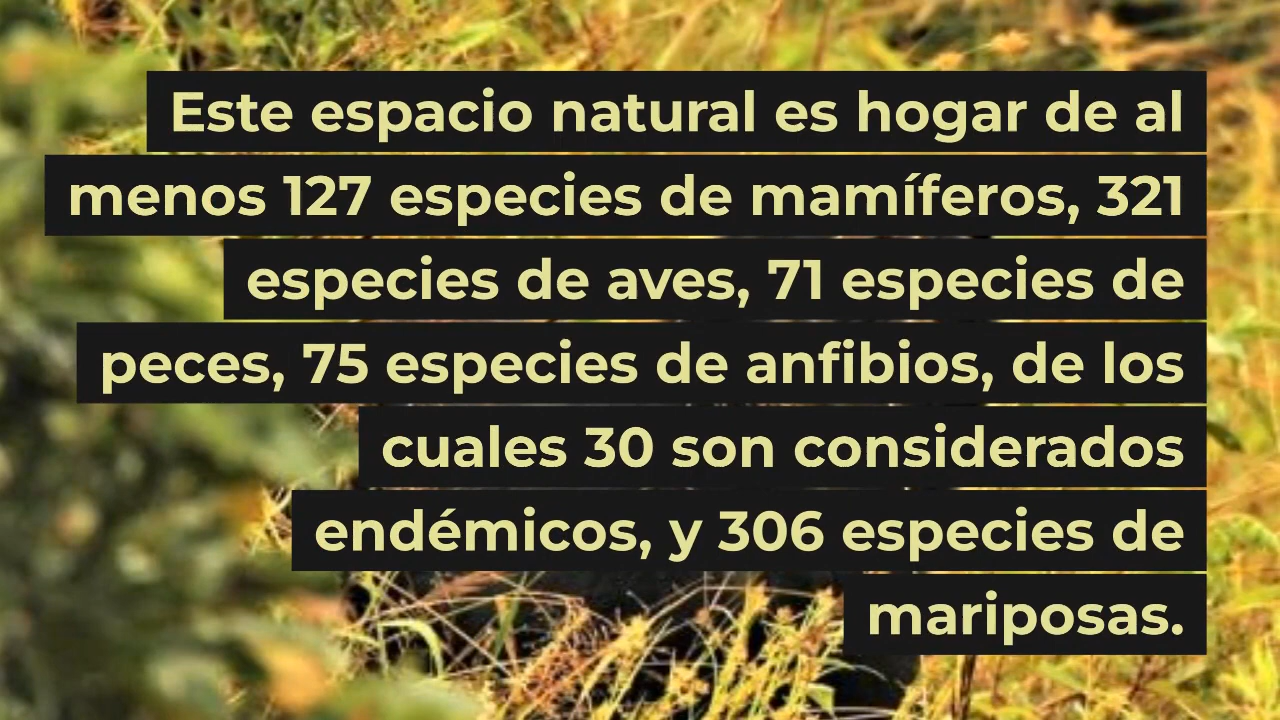 Este espacio natural es hogar de al
menos 127 especies de mamíferos, 321
especies de aves, 71 especies de
peces, 75 especies de anfibios, de los
cuales 30 son considerados
endémicos, y 306 especies de
mariposas.